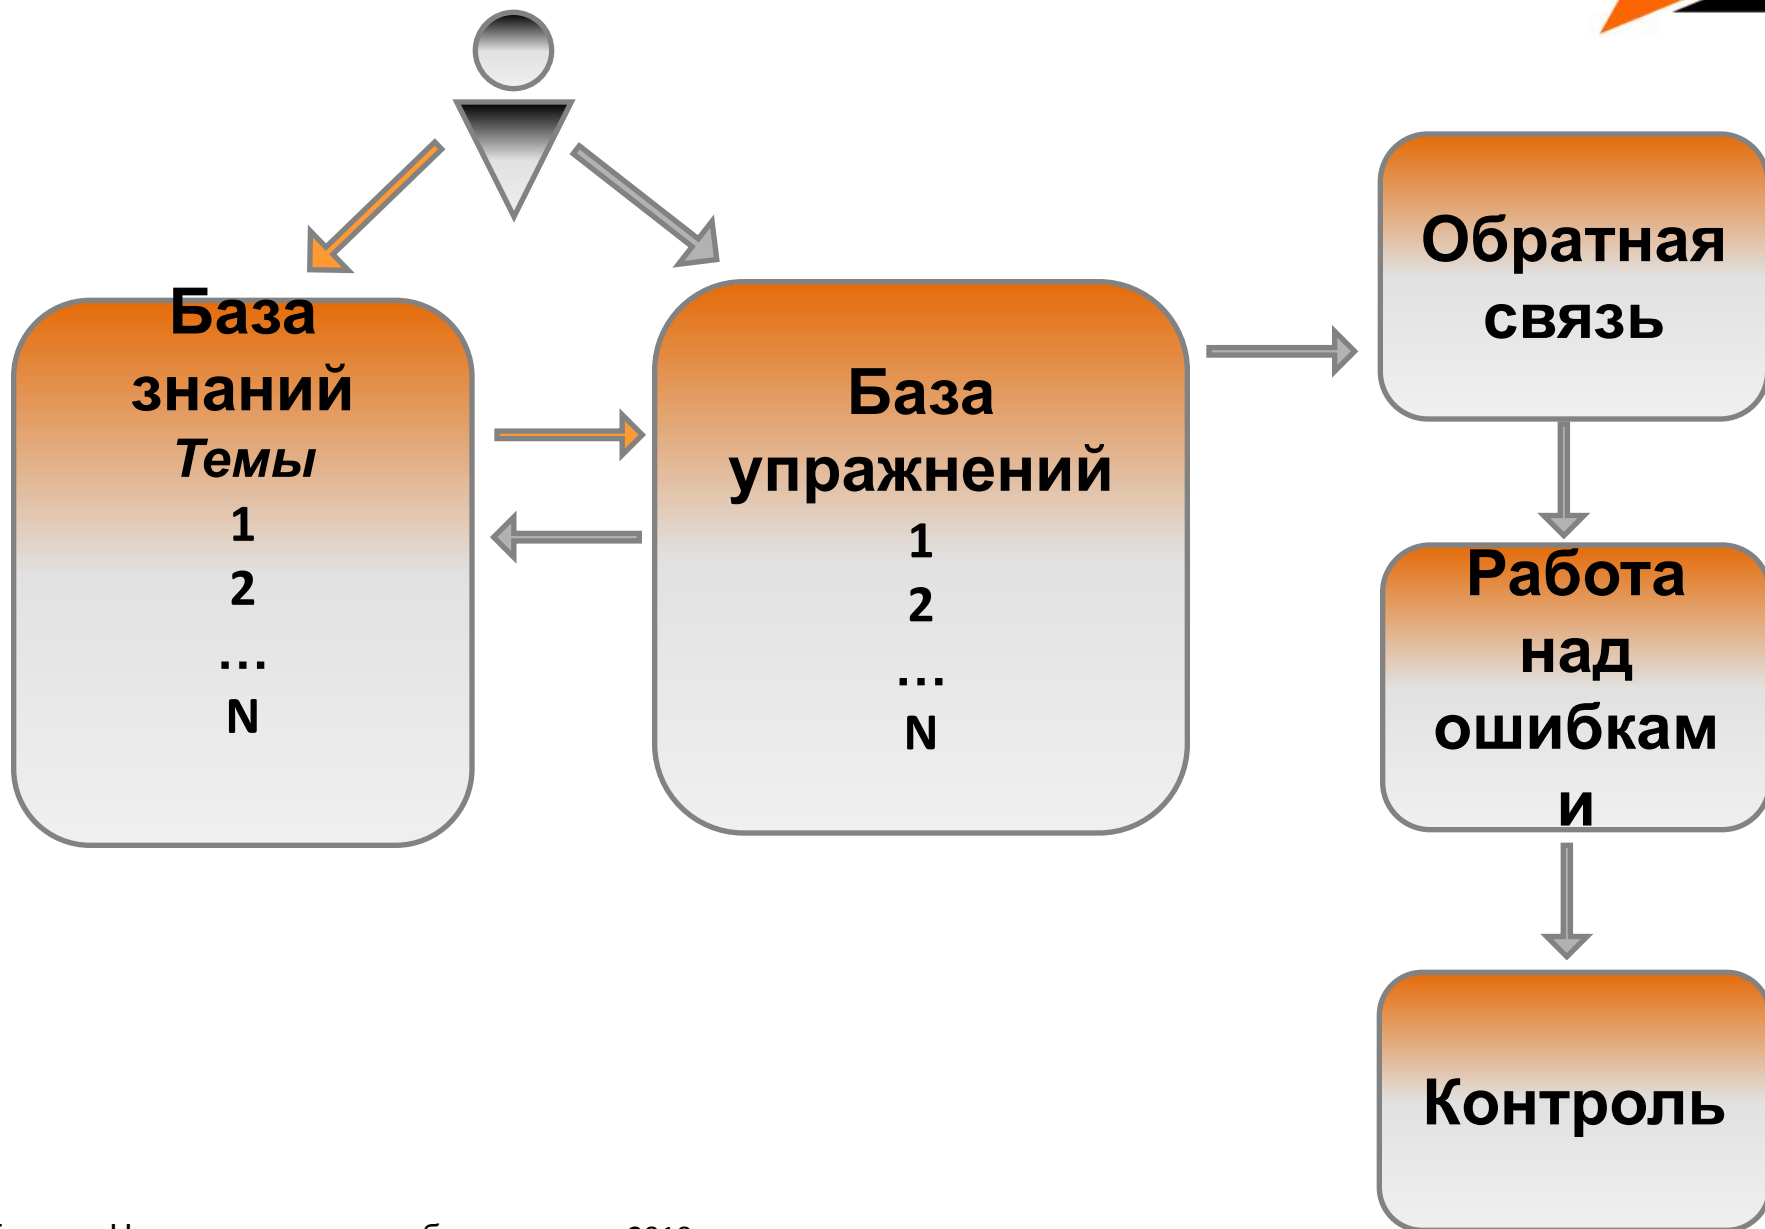 База
знаний
Темы
1
2
...
N
База
упражнений
1
2
...
N
Обратная
связь
Работа
над
ошибкам
и
Контроль